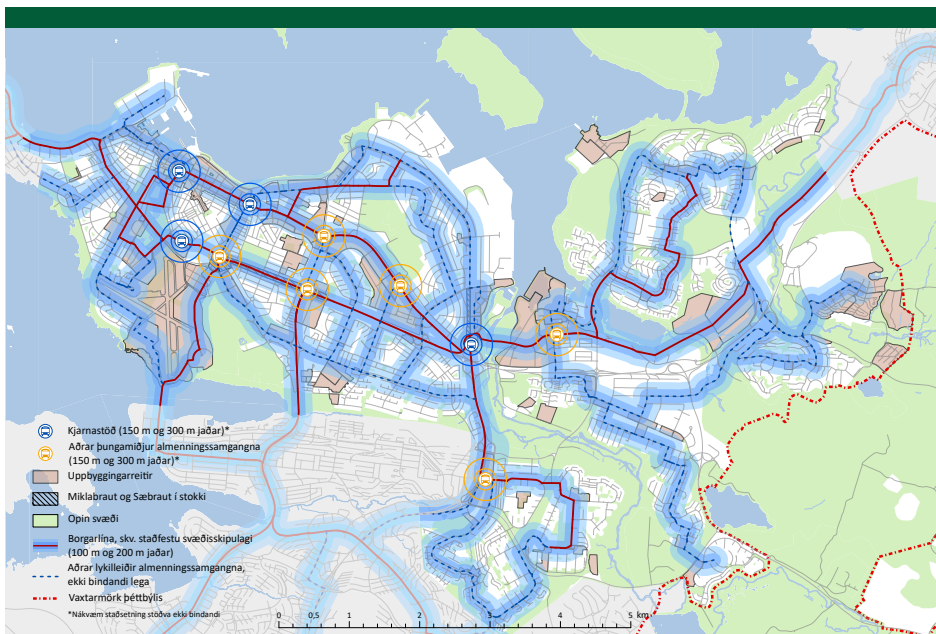 Kjarnastöð (150 m og 300 m jaðar)*
Aðrar þungamiðjur almenningssamgangna
(150 m og 300 m jaðar)*
Uppbyggingarreitir
Miklabraut og Sæbraut í stokki
Opin svæði
Borgarlína, skv. staðfestu svæðisskipulagi
(100 m og 200 m jaðar)
Aðrar lykilleiðir almenningssamgangna,
ekki bindandi lega
Vaxtarmörk þéttbýlis
*Nákvæm staðsetning stöðva ekki bindandi
0 0,5 1 2 3 4 5 km